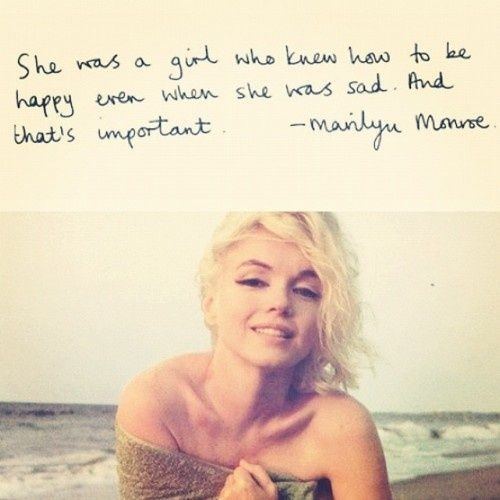 She was a girl who knew how to be
happy even when she was sad. And
that's important. -Marilyn Monroe.